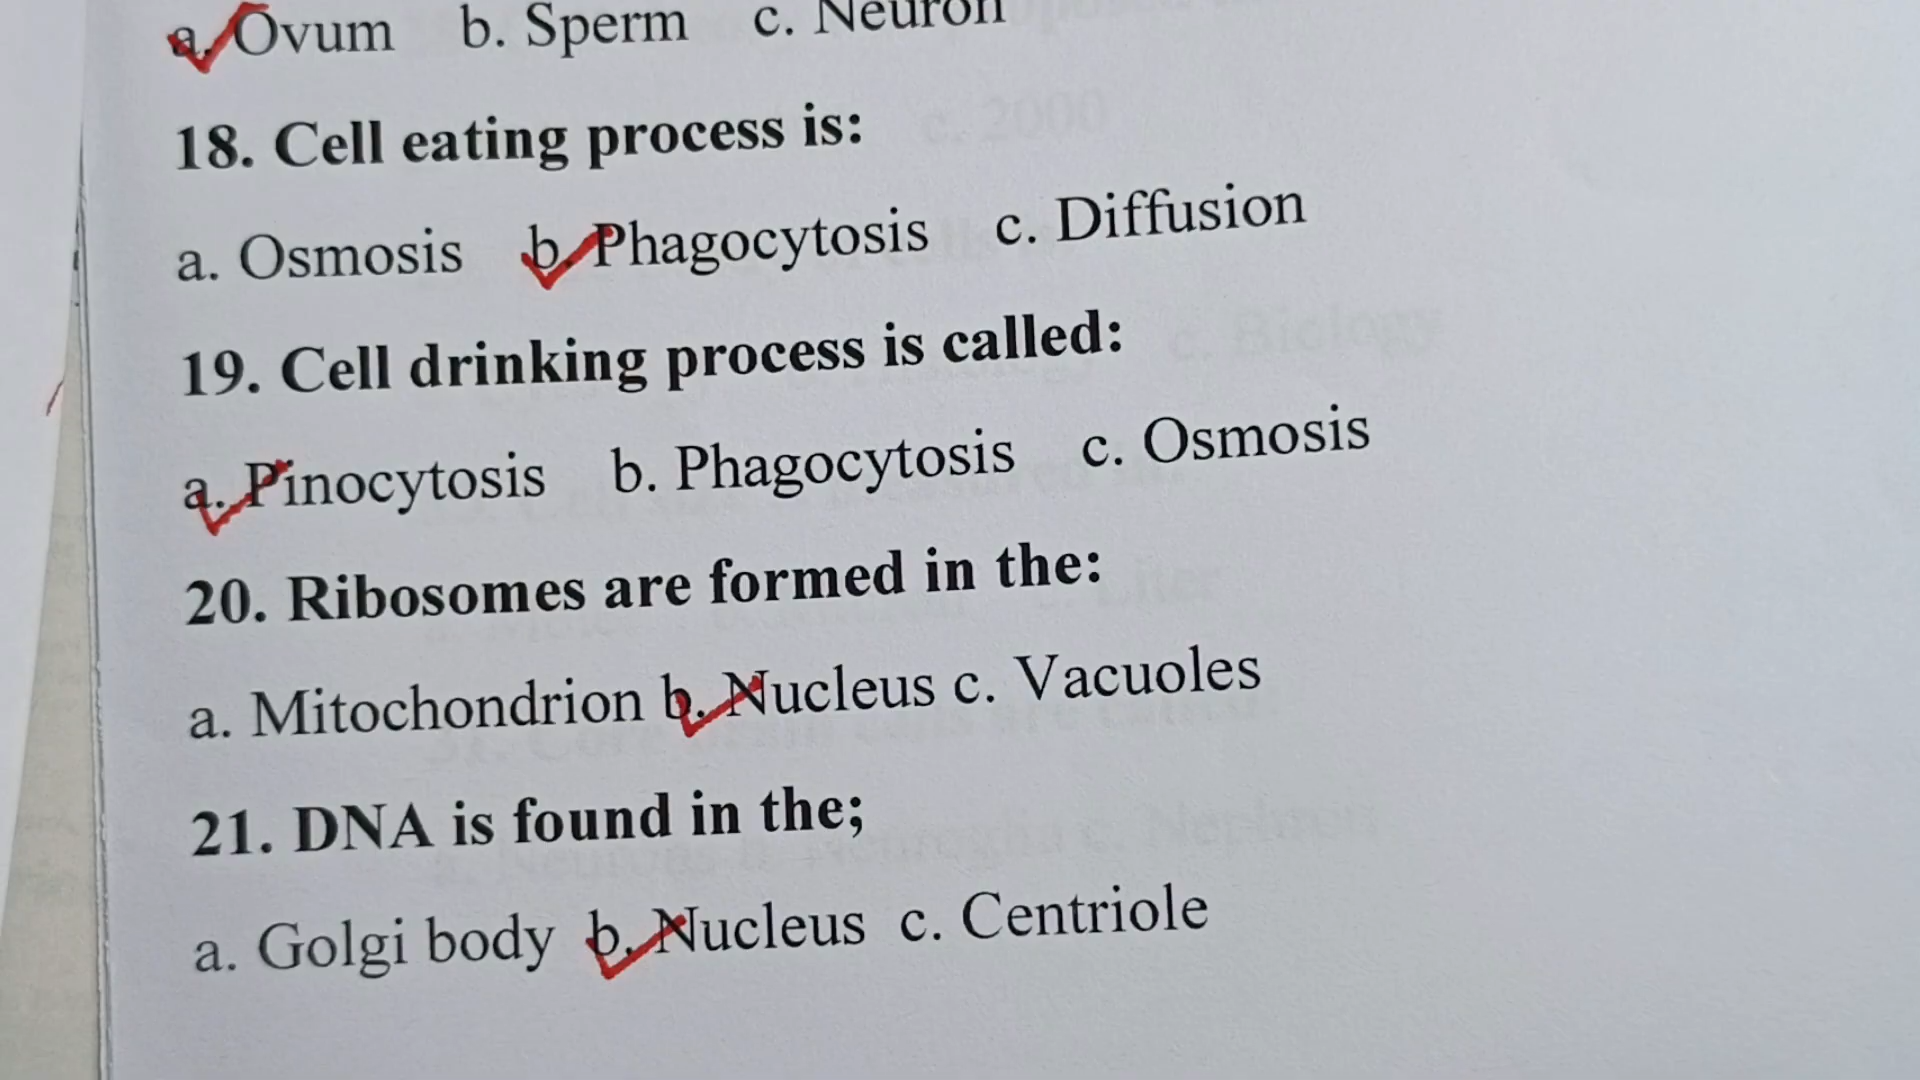 a. Ovum b. Sperm c. Neuron
18. Cell eating process is:
a. Osmosis b. Phagocytosis c. Diffusion
19. Cell drinking process is called:
a. Pinocytosis b. Phagocytosis c. Osmosis
20. Ribosomes are formed in the:
a. Mitochondrion b. Nucleus c. Vacuoles
21. DNA is found in the;
a. Golgi body b. Nucleus c. Centriole